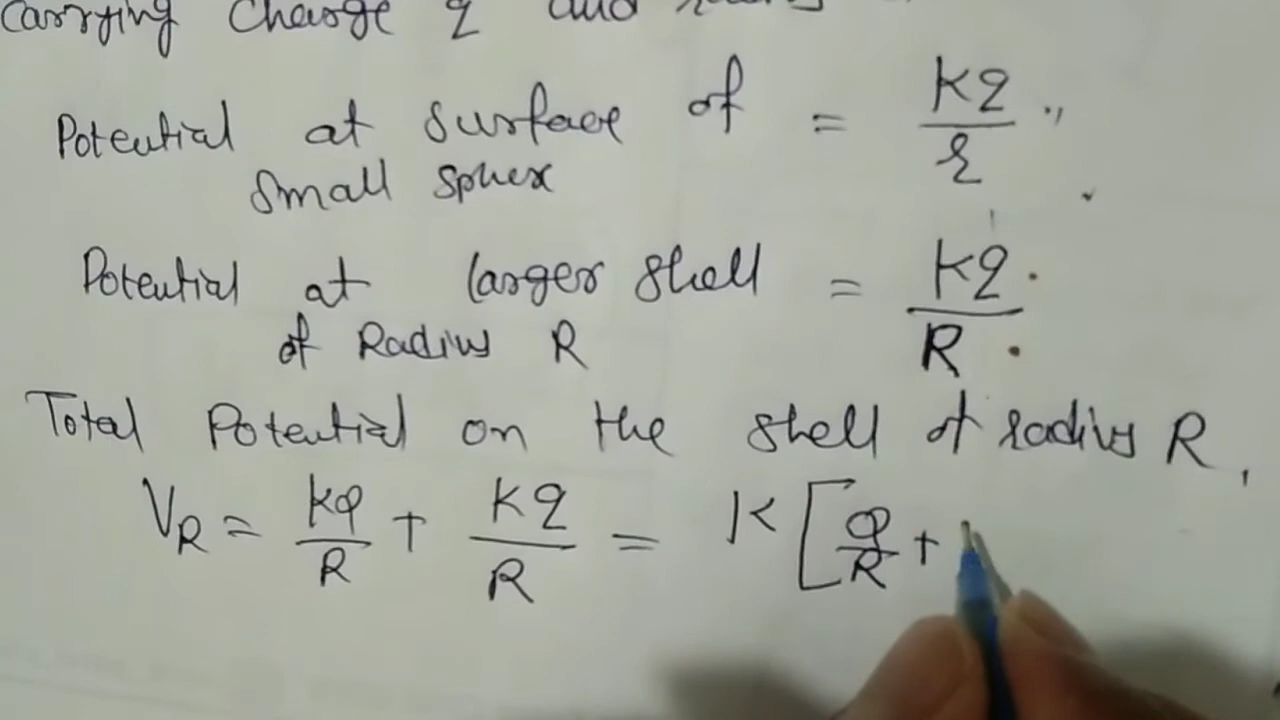 Carrying Charge q and
Potential at surface of = Kq/r
small sphere
Potential at larger shell = Kq/R
of Radius R
Total Potential on the shell of radius R,
V_R = KQ/R + Kq/R = K [ Q/R +